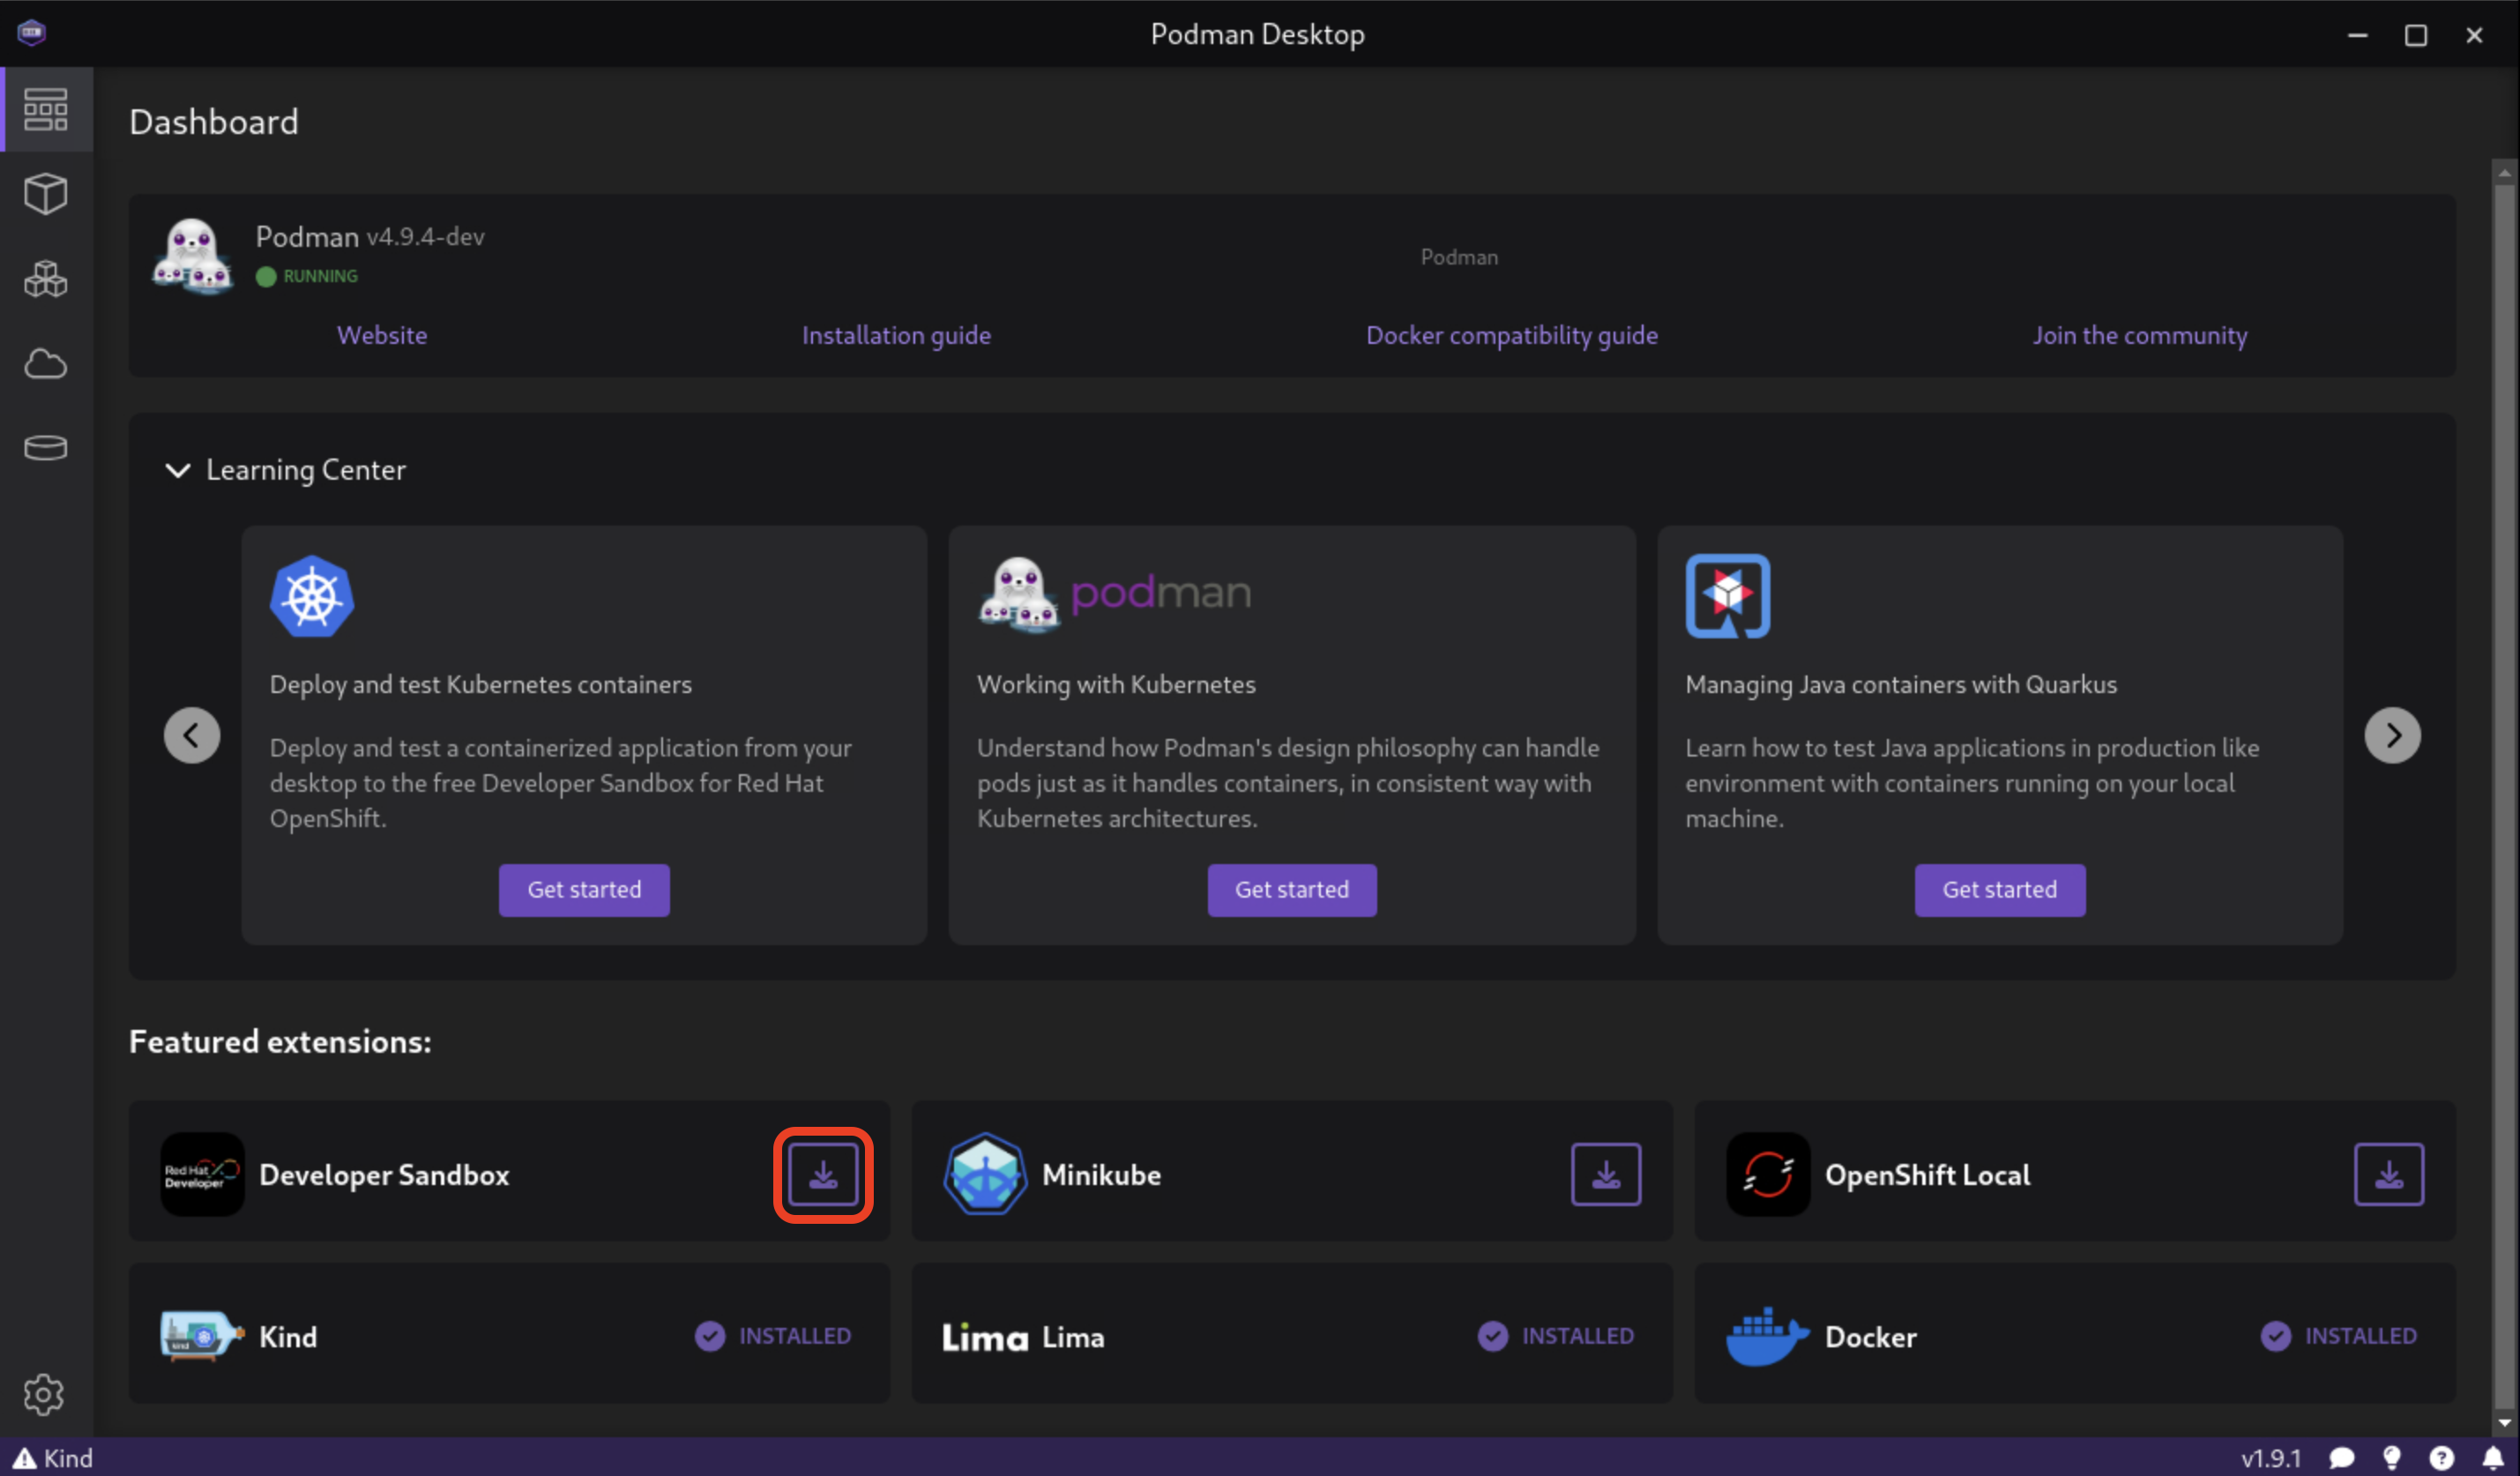 Podman Desktop
Dashboard
Podman v4.9.4-dev
RUNNING
Podman
Website
Installation guide
Docker compatibility guide
Join the community
Learning Center
podman
Deploy and test Kubernetes containers
Deploy and test a containerized application from your
desktop to the free Developer Sandbox for Red Hat
OpenShift.
Get started
Working with Kubernetes
Understand how Podman's design philosophy can handle
pods just as it handles containers, in consistent way with
Kubernetes architectures.
Get started
Managing Java containers with Quarkus
Learn how to test Java applications in production like
environment with containers running on your local
machine.
Get started
Featured extensions:
Red Hat
Developer
Developer Sandbox
Minikube
OpenShift Local
kind
Kind
INSTALLED
Lima
Lima
INSTALLED
Docker
INSTALLED
Kind
v1.9.1